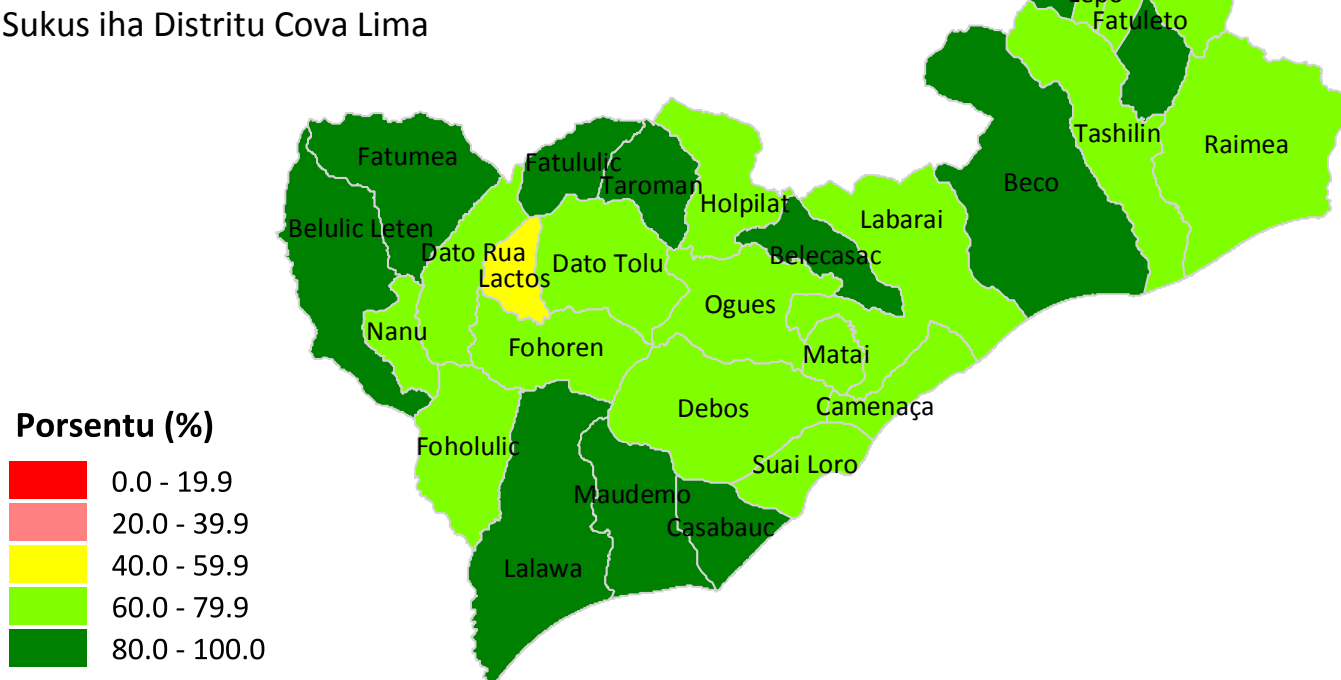 Sukus iha Distritu Cova Lima
Fatuleto
Tashilin
Raimea
Fatumea
Fatululic
Taroman
Beco
Holpilat
Labarai
Belulic Leten
Dato Rua
Belecasac
Dato Tolu
Lactos
Ogues
Nanu
Fohoren
Matai
Debos
Camenaça
Foholulic
Suai Loro
Maudemo
Casabauc
Lalawa
Porsentu (%)
0.0 - 19.9
20.0 - 39.9
40.0 - 59.9
60.0 - 79.9
80.0 - 100.0